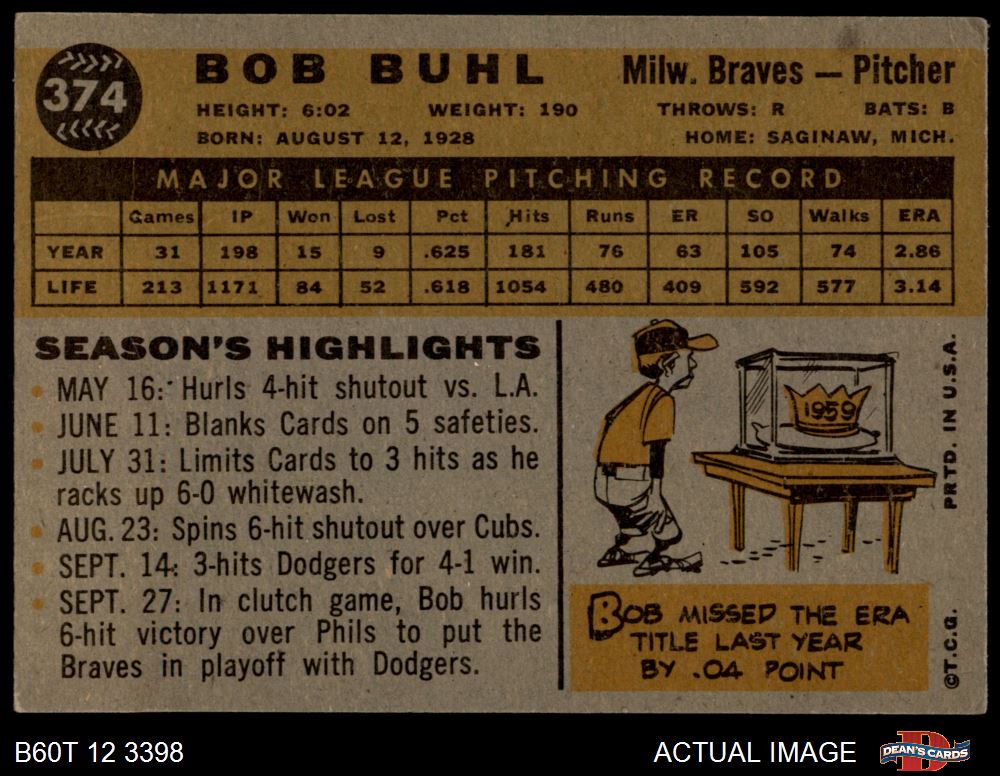 374
BOB BUHL
Milw. Braves — Pitcher
HEIGHT: 6:02 WEIGHT: 190 THROWS: R BATS: B
BORN: AUGUST 12, 1928 HOME: SAGINAW, MICH.
MAJOR LEAGUE PITCHING RECORD
Games IP Won Lost Pct Hits Runs ER SO Walks ERA
YEAR 31 198 15 9 .625 181 76 63 105 74 2.86
LIFE 213 1171 84 52 .618 1054 480 409 592 577 3.14
SEASON'S HIGHLIGHTS
• MAY 16: Hurls 4-hit shutout vs. L.A.
• JUNE 11: Blanks Cards on 5 safeties.
• JULY 31: Limits Cards to 3 hits as he
racks up 6-0 whitewash.
• AUG. 23: Spins 6-hit shutout over Cubs.
• SEPT. 14: 3-hits Dodgers for 4-1 win.
• SEPT. 27: In clutch game, Bob hurls
6-hit victory over Phils to put the
Braves in playoff with Dodgers.
1959
BOB MISSED THE ERA
TITLE LAST YEAR
BY .04 POINT
©T.C.G. PRTD. IN U.S.A.
B60T 12 3398
ACTUAL IMAGE
D
DEAN'S CARDS